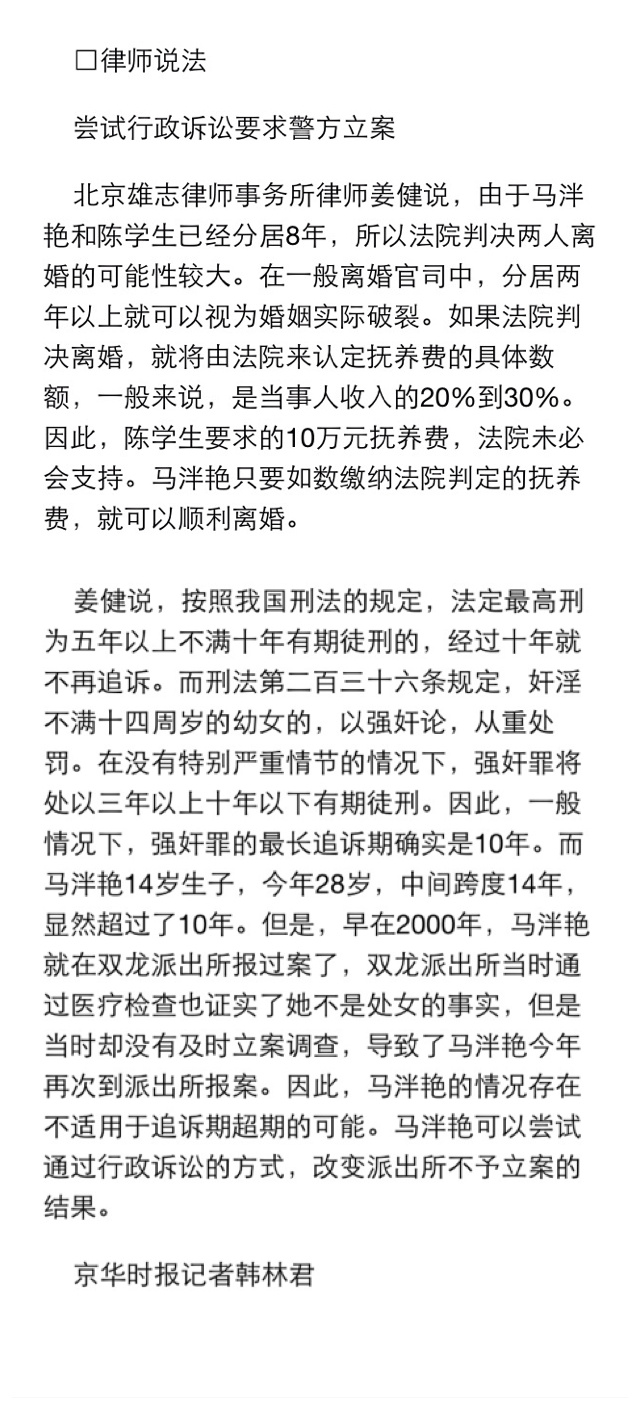 □律师说法
尝试行政诉讼要求警方立案
北京雄志律师事务所律师姜健说，由于马泮
艳和陈学生已经分居8年，所以法院判决两人离
婚的可能性较大。在一般离婚官司中，分居两
年以上就可以视为婚姻实际破裂。如果法院判
决离婚，就将由法院来认定抚养费的具体数
额，一般来说，是当事人收入的20%到30%。
因此，陈学生要求的10万元抚养费，法院未必
会支持。马泮艳只要如数缴纳法院判定的抚养
费，就可以顺利离婚。
姜健说，按照我国刑法的规定，法定最高刑
为五年以上不满十年有期徒刑的，经过十年就
不再追诉。而刑法第二百三十六条规定，奸淫
不满十四周岁的幼女的，以强奸论，从重处
罚。在没有特别严重情节的情况下，强奸罪将
处以三年以上十年以下有期徒刑。因此，一般
情况下，强奸罪的最长追诉期确实是10年。而
马泮艳14岁生子，今年28岁，中间跨度14年，
显然超过了10年。但是，早在2000年，马泮艳
就在双龙派出所报过案了，双龙派出所当时通
过医疗检查也证实了她不是处女的事实，但是
当时却没有及时立案调查，导致了马泮艳今年
再次到派出所报案。因此，马泮艳的情况存在
不适用于追诉期超期的可能。马泮艳可以尝试
通过行政诉讼的方式，改变派出所不予立案的
结果。
京华时报记者韩林君